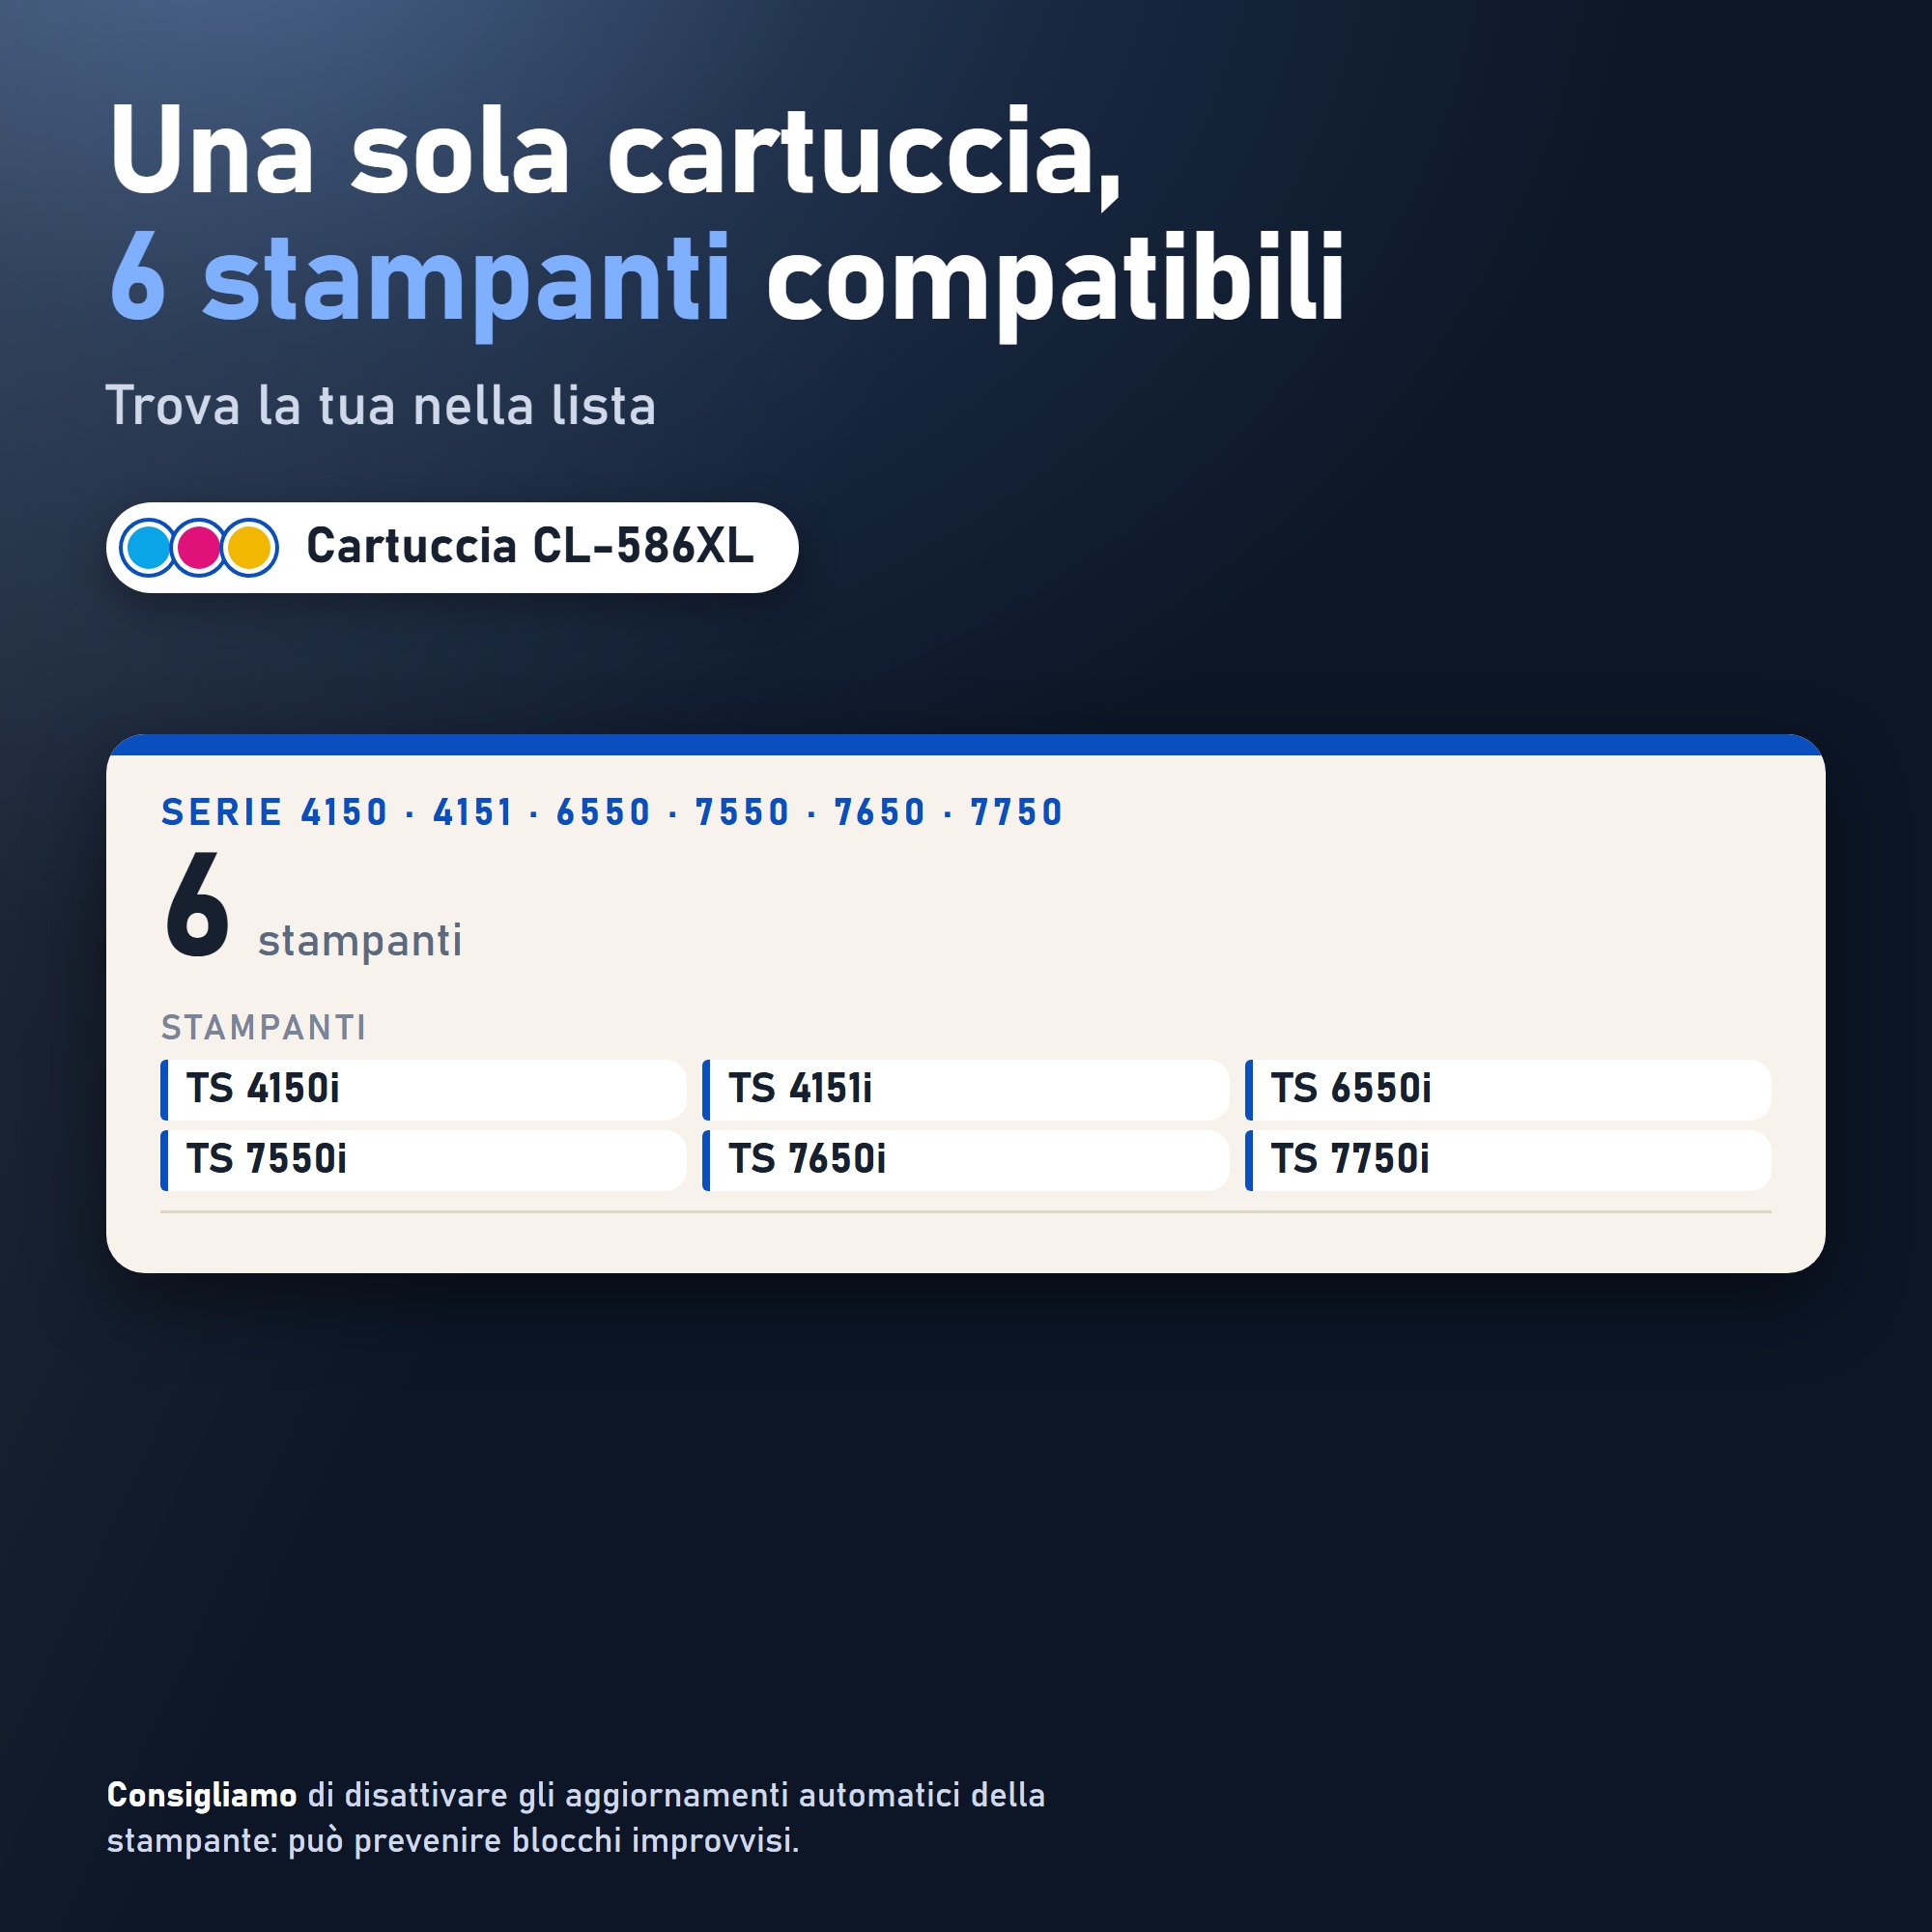 Una sola cartuccia,
6 stampanti compatibili
Trova la tua nella lista
Cartuccia CL-586XL
SERIE 4150 · 4151 · 6550 · 7550 · 7650 · 7750
6 stampanti
STAMPANTI
TS 4150i TS 4151i TS 6550i
TS 7550i TS 7650i TS 7750i
Consigliamo di disattivare gli aggiornamenti automatici della
stampante: può prevenire blocchi improvvisi.